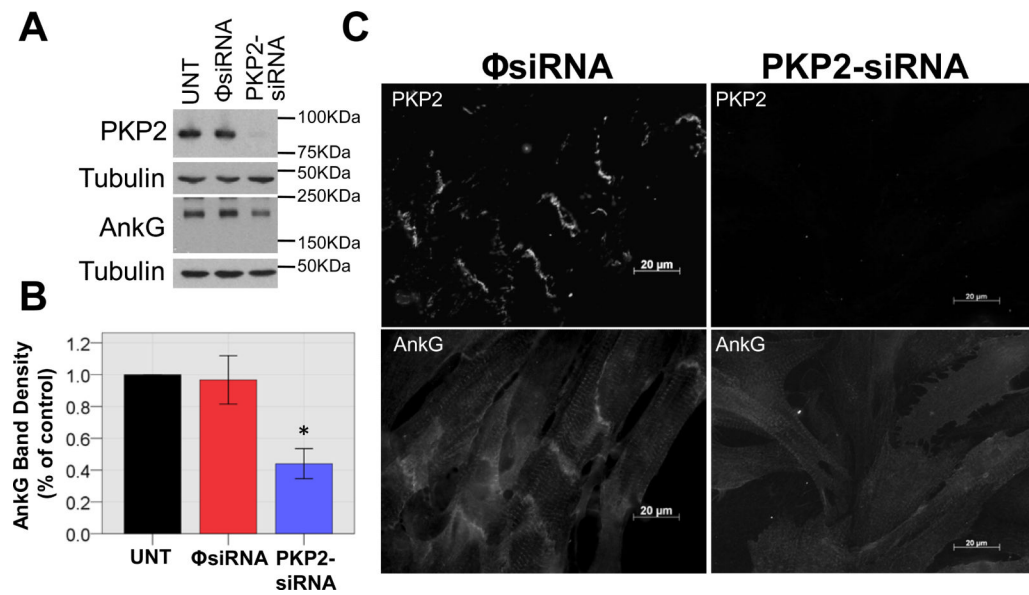 A
UNT
ΦsiRNA
PKP2-
siRNA
PKP2
100KDa
75KDa
Tubulin
50KDa
250KDa
AnkG
150KDa
Tubulin
50KDa
B
AnkG Band Density
(% of control)
1.2
1.0
0.8
0.6
0.4
0.2
0.0
*
UNT
ΦsiRNA
PKP2-
siRNA
C
ΦsiRNA
PKP2-siRNA
PKP2
20 µm
PKP2
20 µm
AnkG
20 µm
AnkG
20 µm